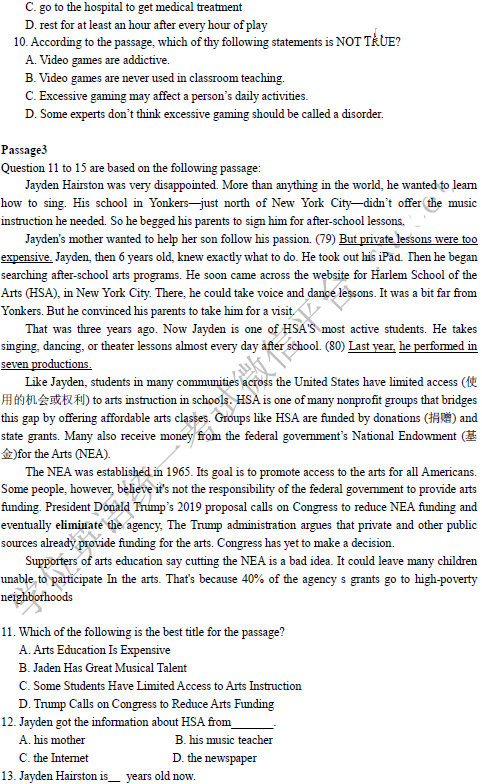 C. go to the hospital to get medical treatment
D. rest for at least an hour after every hour of play
10. According to the passage, which of thy following statements is NOT TRUE?
A. Video games are addictive.
B. Video games are never used in classroom teaching.
C. Excessive gaming may affect a person's daily activities.
D. Some experts don't think excessive gaming should be called a disorder.
Passage3
Question 11 to 15 are based on the following passage:
Jayden Hairston was very disappointed. More than anything in the world, he wanted to learn
how to sing. His school in Yonkers—just north of New York City—didn't offer the music
instruction he needed. So he begged his parents to sign him for after-school lessons.
Jayden's mother wanted to help her son follow his passion. (79) But private lessons were too
expensive. Jayden, then 6 years old, knew exactly what to do. He took out his iPad. Then he began
searching after-school arts programs. He soon came across the website for Harlem School of the
Arts (HSA), in New York City. There, he could take voice and dance lessons. It was a bit far from
Yonkers. But he convinced his parents to take him for a visit.
That was three years ago. Now Jayden is one of HSA'S most active students. He takes
singing, dancing, or theater lessons almost every day after school. (80) Last year, he performed in
seven productions.
Like Jayden, students in many communities across the United States have limited access (使
用的机会或权利) to arts instruction in schools. HSA is one of many nonprofit groups that bridges
this gap by offering affordable arts classes. Groups like HSA are funded by donations (捐赠) and
state grants. Many also receive money from the federal government's National Endowment (基
金)for the Arts (NEA).
The NEA was established in 1965. Its goal is to promote access to the arts for all Americans.
Some people, however, believe it's not the responsibility of the federal government to provide arts
funding. President Donald Trump's 2019 proposal calls on Congress to reduce NEA funding and
eventually eliminate the agency, The Trump administration argues that private and other public
sources already provide funding for the arts. Congress has yet to make a decision.
Supporters of arts education say cutting the NEA is a bad idea. It could leave many children
unable to participate In the arts. That's because 40% of the agency s grants go to high-poverty
neighborhoods
11. Which of the following is the best title for the passage?
A. Arts Education Is Expensive
B. Jaden Has Great Musical Talent
C. Some Students Have Limited Access to Arts Instruction
D. Trump Calls on Congress to Reduce Arts Funding
12. Jayden got the information about HSA from_______.
A. his mother B. his music teacher
C. the Internet D. the newspaper
13. Jayden Hairston is__ years old now.
学位英语统一考试微信平台